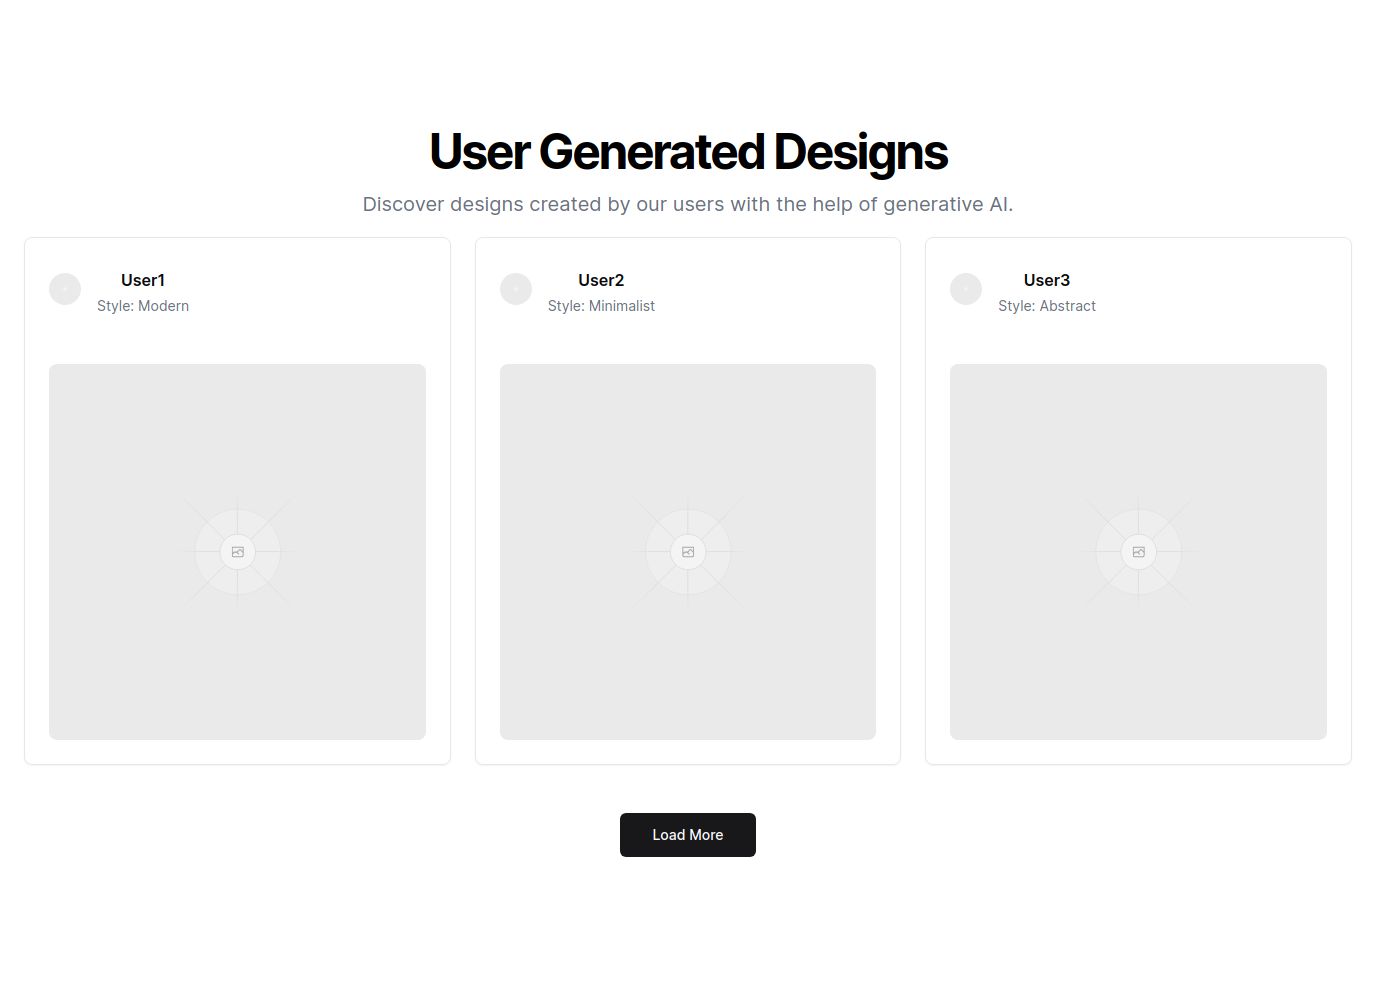 User Generated Designs
Discover designs created by our users with the help of generative AI.
User1
Style: Modern
User2
Style: Minimalist
User3
Style: Abstract
Load More